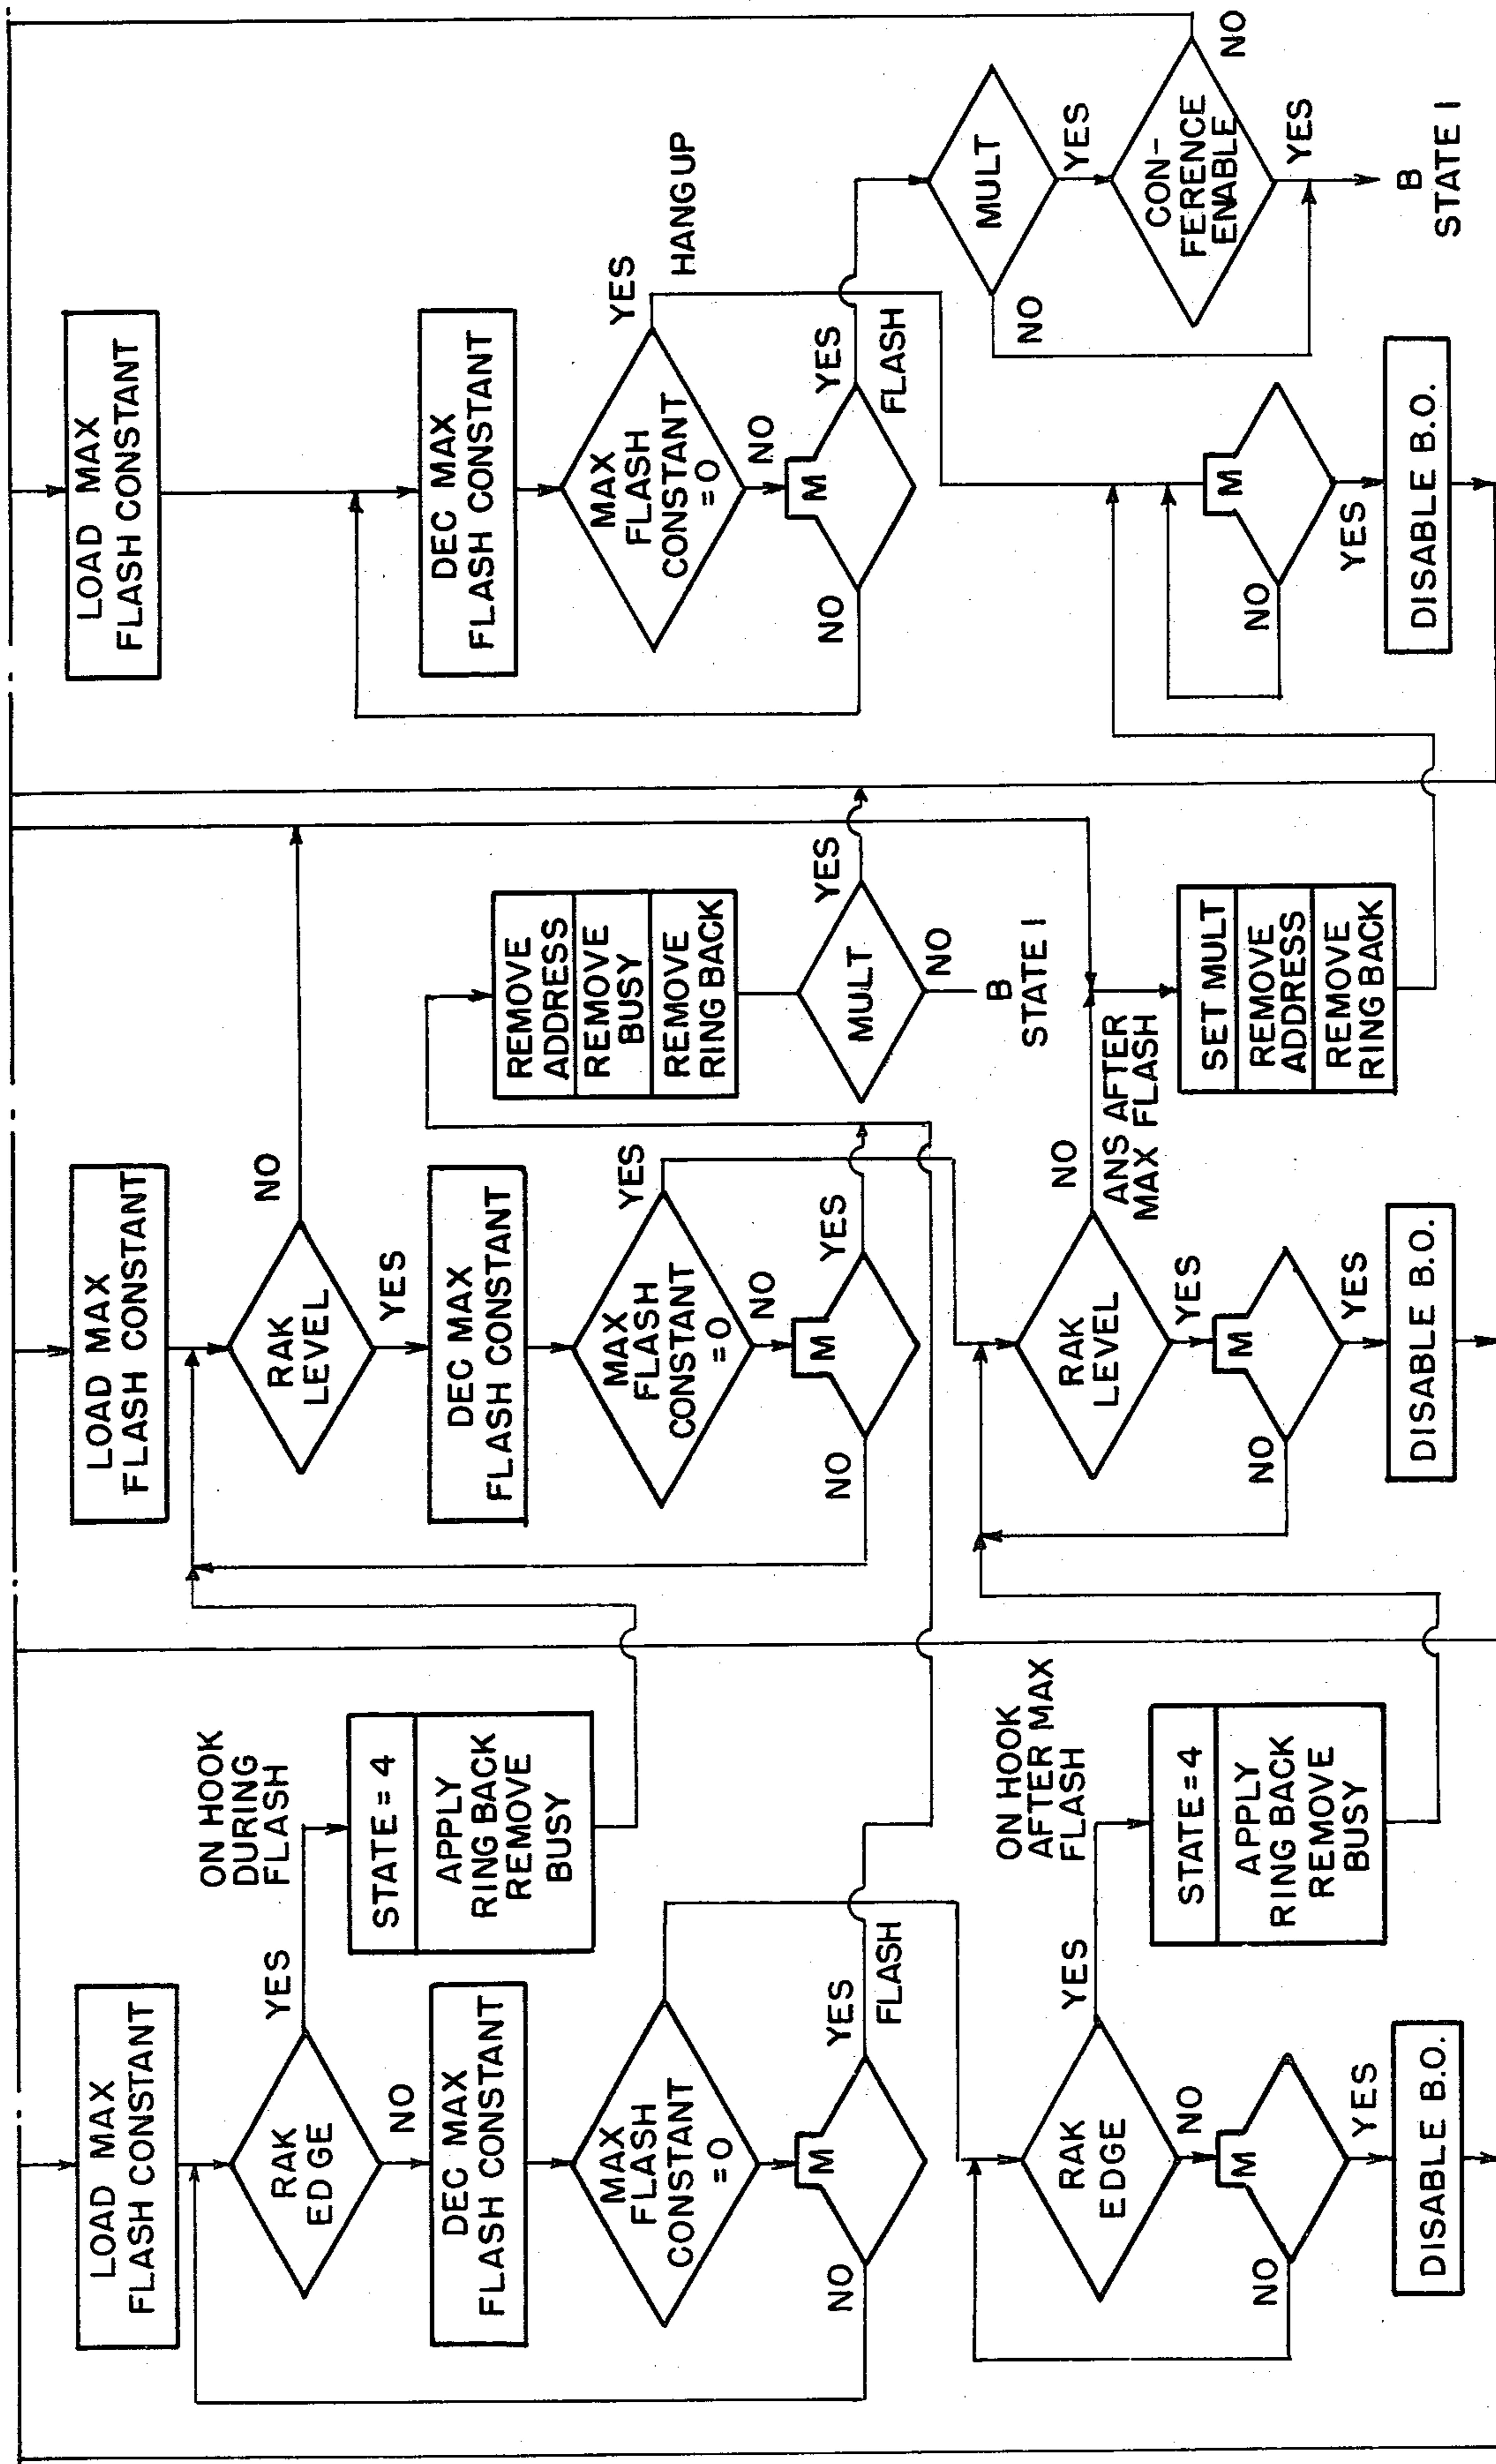 LOAD MAX
FLASH CONSTANT
RAK
EDGE
YES
ON HOOK
DURING
FLASH
NO
STATE = 4
APPLY
RING BACK
REMOVE
BUSY
DEC MAX
FLASH CONSTANT
MAX
FLASH
CONSTANT
= 0
M
NO
YES
FLASH
RAK
EDGE
YES
ON HOOK
AFTER MAX
FLASH
NO
STATE = 4
APPLY
RING BACK
REMOVE
BUSY
M
NO
YES
DISABLE B.O.
LOAD MAX
FLASH CONSTANT
RAK
LEVEL
NO
YES
DEC MAX
FLASH CONSTANT
MAX
FLASH
CONSTANT
= 0
YES
NO
M
NO
YES
REMOVE
ADDRESS
REMOVE
BUSY
REMOVE
RING BACK
MULT
YES
NO
B
STATE 1
RAK
LEVEL
NO
ANS AFTER
MAX FLASH
YES
SET MULT
REMOVE
ADDRESS
REMOVE
RING BACK
M
NO
YES
DISABLE B.O.
LOAD MAX
FLASH CONSTANT
DEC MAX
FLASH CONSTANT
MAX
FLASH
CONSTANT
= 0
YES
HANGUP
NO
M
NO
YES
FLASH
MULT
NO
YES
CON-
FERENCE
ENABLE
NO
YES
B
STATE 1
M
NO
YES
DISABLE B.O.